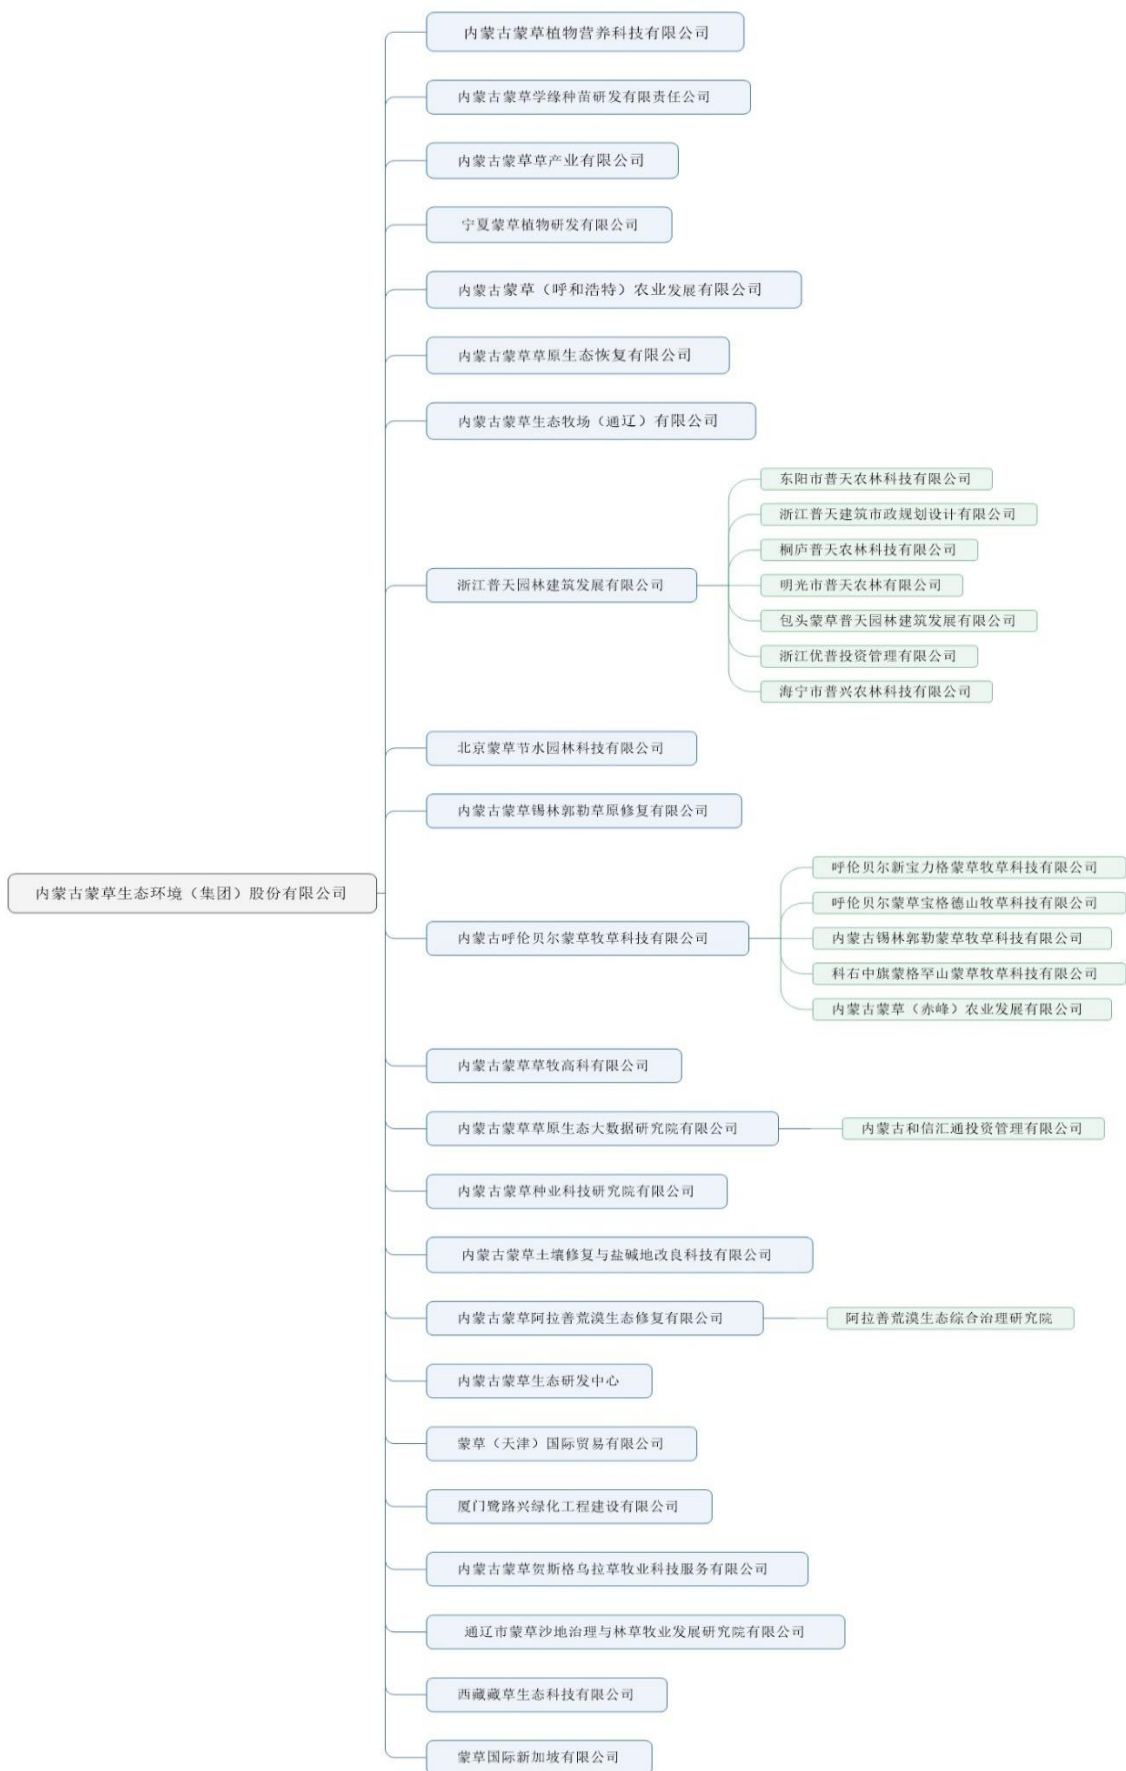 内蒙古蒙草植物营养科技有限公司
内蒙古蒙草学缘种苗研发有限责任公司
内蒙古蒙草草产业有限公司
宁夏蒙草植物研发有限公司
内蒙古蒙草（呼和浩特）农业发展有限公司
内蒙古蒙草草原生态恢复有限公司
内蒙古蒙草生态牧场（通辽）有限公司
东阳市普天农林科技有限公司
浙江普天建筑市政规划设计有限公司
桐庐普天农林科技有限公司
浙江普天园林建筑发展有限公司
明光市普天农林有限公司
包头蒙草普天园林建筑发展有限公司
浙江优普投资管理有限公司
海宁市普兴农林科技有限公司
北京蒙草节水园林科技有限公司
内蒙古蒙草锡林郭勒草原修复有限公司
呼伦贝尔新宝力格蒙草牧草科技有限公司
内蒙古蒙草生态环境（集团）股份有限公司
呼伦贝尔蒙草宝格德山牧草科技有限公司
内蒙古呼伦贝尔蒙草牧草科技有限公司
内蒙古锡林郭勒蒙草牧草科技有限公司
科右中旗蒙格罕山蒙草牧草科技有限公司
内蒙古蒙草（赤峰）农业发展有限公司
内蒙古蒙草草牧高科有限公司
内蒙古蒙草草原生态大数据研究院有限公司
内蒙古和信汇通投资管理有限公司
内蒙古蒙草种业科技研究院有限公司
内蒙古蒙草土壤修复与盐碱地改良科技有限公司
内蒙古蒙草阿拉善荒漠生态修复有限公司
阿拉善荒漠生态综合治理研究院
内蒙古蒙草生态研发中心
蒙草（天津）国际贸易有限公司
厦门鹭路兴绿化工程建设有限公司
内蒙古蒙草贺斯格乌拉草牧业科技服务有限公司
通辽市蒙草沙地治理与林草牧业发展研究院有限公司
西藏藏草生态科技有限公司
蒙草国际新加坡有限公司